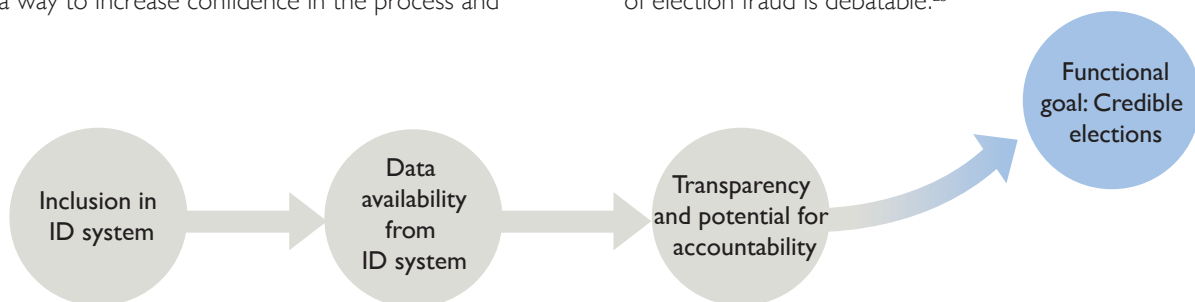 a way to increase confidence in the process and
of election fraud is debatable.
Inclusion in
ID system
Data
availability
from
ID system
Transparency
and potential for
accountability
Functional
goal: Credible
elections